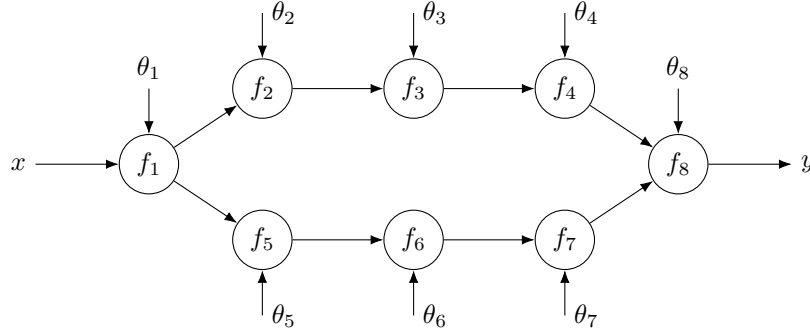 θ₂ θ₃ θ₄
f₂ f₃ f₄
θ₁ θ₈
x f₁ f₈ y
f₅ f₆ f₇
θ₅ θ₆ θ₇